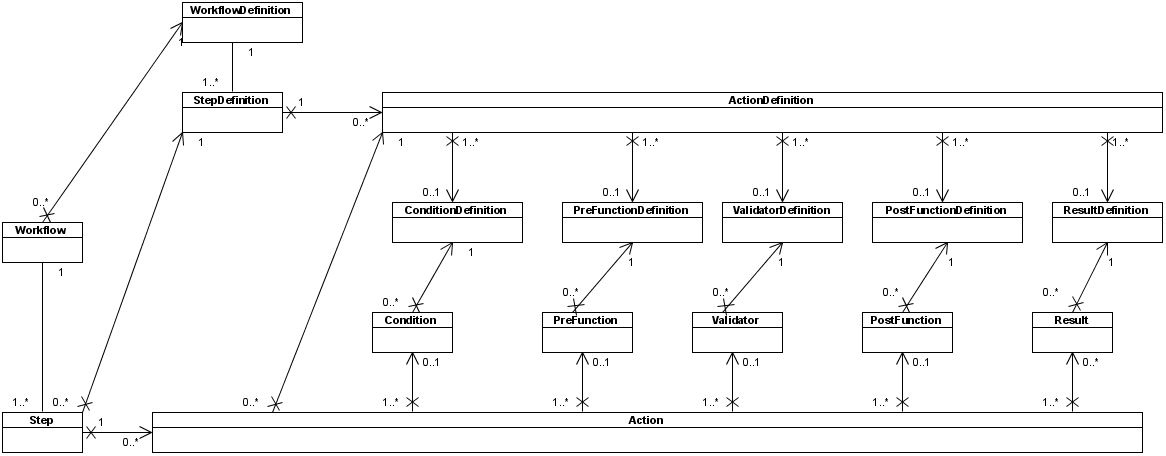 WorkflowDefinition
1
1
1..*
StepDefinition
1
0..*
ActionDefinition
1
1
1..*
1..*
1..*
1..*
1..*
0..1
0..1
0..1
0..1
0..1
0..*
ConditionDefinition
PreFunctionDefinition
ValidatorDefinition
PostFunctionDefinition
ResultDefinition
Workflow
1
1
1
1
1
1
0..*
0..*
0..*
0..*
0..*
Condition
PreFunction
Validator
PostFunction
Result
0..1
0..1
0..1
0..1
0..*
1..*
0..*
0..*
1..*
1..*
1..*
1..*
1..*
Step
1
0..*
Action